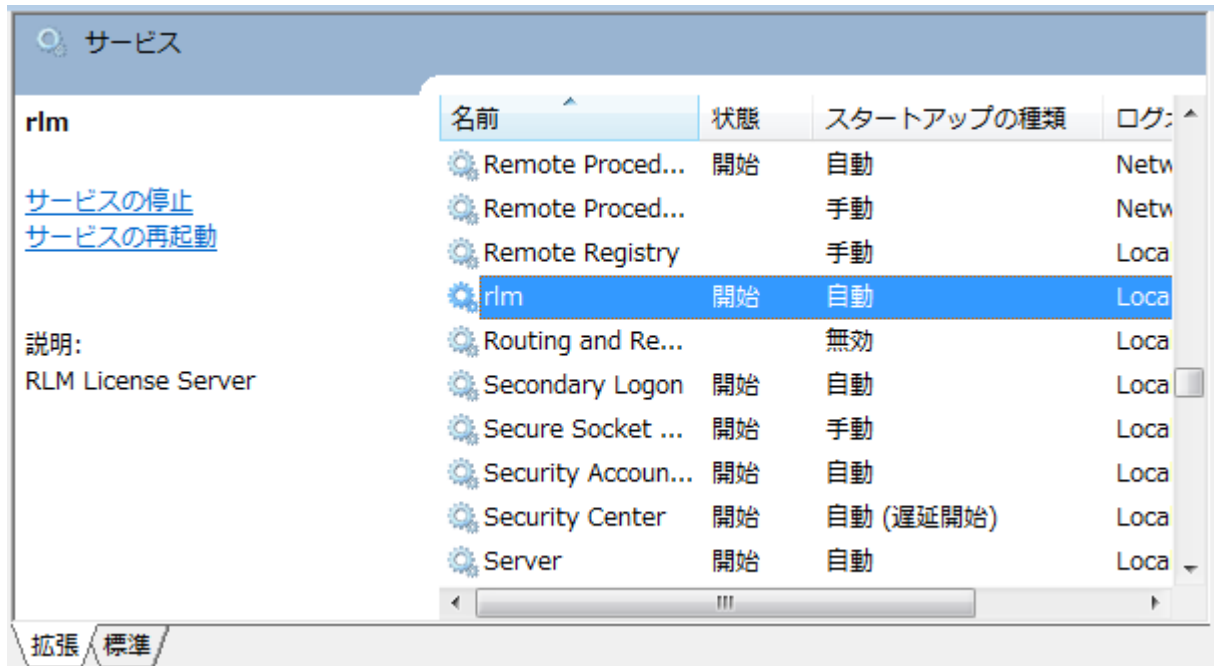 サービス
rlm
サービスの停止
サービスの再起動
説明:
RLM License Server
名前 状態 スタートアップの種類 ログ
Remote Proced... 開始 自動 Netw
Remote Proced... 手動 Netw
Remote Registry 手動 Loca
rlm 開始 自動 Loca
Routing and Re... 無効 Loca
Secondary Logon 開始 自動 Loca
Secure Socket ... 開始 手動 Loca
Security Accoun... 開始 自動 Loca
Security Center 開始 自動 (遅延開始) Loca
Server 開始 自動 Loca
拡張 標準